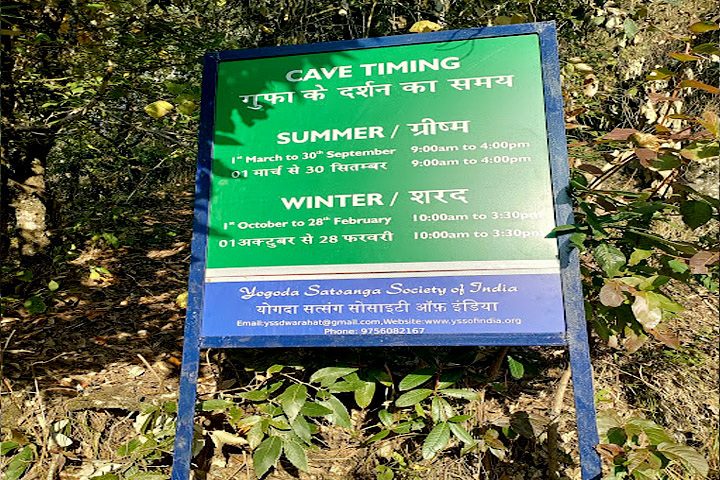 CAVE TIMING
गुफा के दर्शन का समय
SUMMER / ग्रीष्म
1st March to 30th September 9:00am to 4:00pm
01 मार्च से 30 सितम्बर 9:00am to 4:00pm
WINTER / शरद
1st October to 28th February 10:00am to 3:30pm
01अक्टुबर से 28 फरवरी 10:00am to 3:30pm
Yogoda Satsanga Society of India
योगदा सत्संग सोसाइटी ऑफ़ इंडिया
Email:yssdwarahat@gmail.com,Website:www.yssofindia.org
Phone: 9756082167